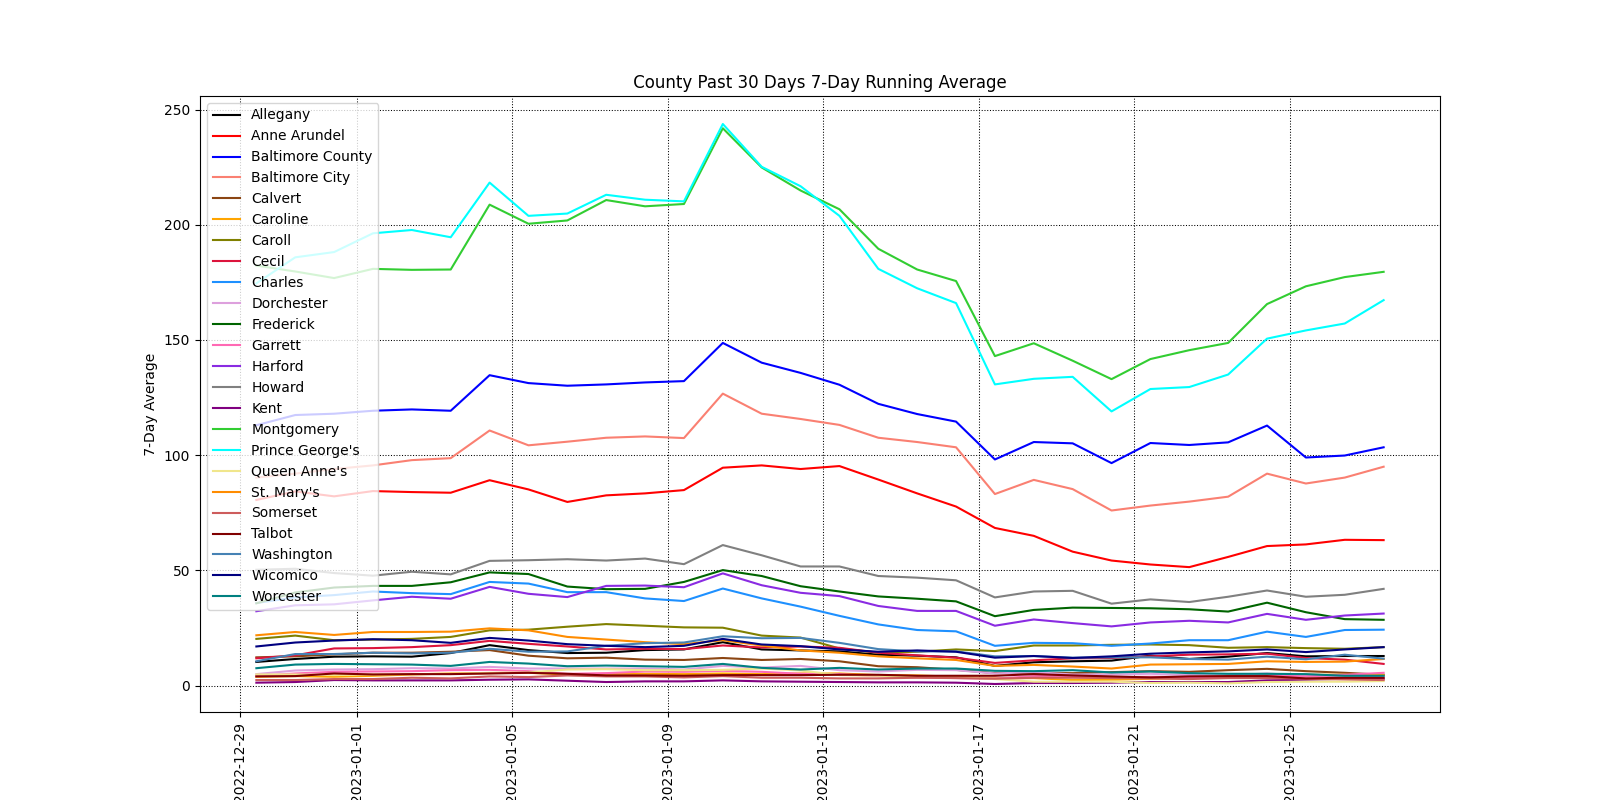 County Past 30 Days 7-Day Running Average
250
200
150
100
50
0
7-Day Average
Allegany
Anne Arundel
Baltimore County
Baltimore City
Calvert
Caroline
Caroll
Cecil
Charles
Dorchester
Frederick
Garrett
Harford
Howard
Kent
Montgomery
Prince George's
Queen Anne's
St. Mary's
Somerset
Talbot
Washington
Wicomico
Worcester
2022-12-29
2023-01-01
2023-01-05
2023-01-09
2023-01-13
2023-01-17
2023-01-21
2023-01-25